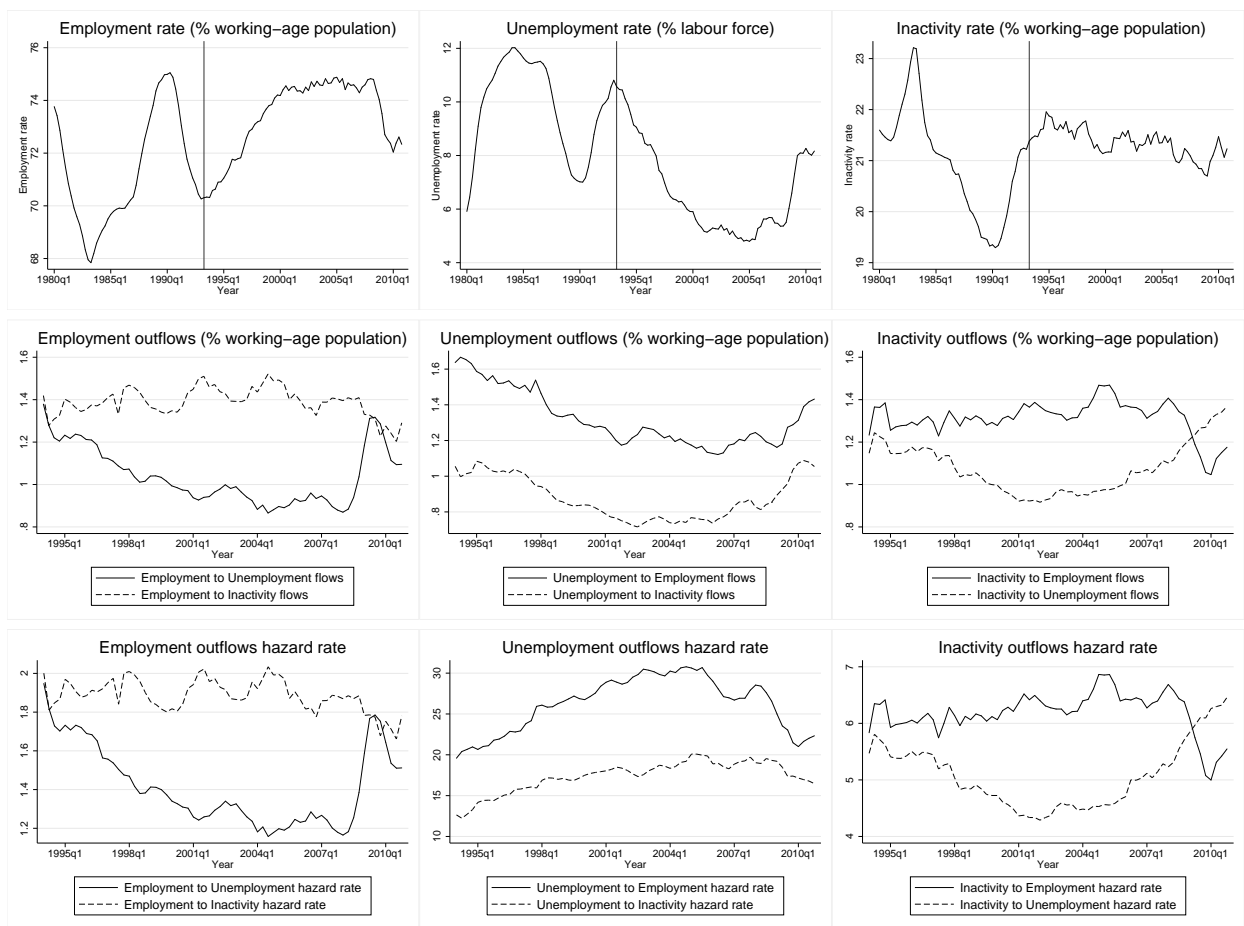 Employment rate (% working−age population)
Employment rate
68 70 72 74 76
1980q1 1985q1 1990q1 1995q1 2000q1 2005q1 2010q1
Year
Unemployment rate (% labour force)
Unemployment rate
4 6 8 10 12
1980q1 1985q1 1990q1 1995q1 2000q1 2005q1 2010q1
Year
Inactivity rate (% working−age population)
Inactivity rate
19 20 21 22 23
1980q1 1985q1 1990q1 1995q1 2000q1 2005q1 2010q1
Year
Employment outflows (% working−age population)
.8 1 1.2 1.4 1.6
1995q1 1998q1 2001q1 2004q1 2007q1 2010q1
Year
Employment to Unemployment flows
Employment to Inactivity flows
Unemployment outflows (% working−age population)
.8 1 1.2 1.4 1.6
1995q1 1998q1 2001q1 2004q1 2007q1 2010q1
Year
Unemployment to Employment flows
Unemployment to Inactivity flows
Inactivity outflows (% working−age population)
.8 1 1.2 1.4 1.6
1995q1 1998q1 2001q1 2004q1 2007q1 2010q1
Year
Inactivity to Employment flows
Inactivity to Unemployment flows
Employment outflows hazard rate
1.2 1.4 1.6 1.8 2
1995q1 1998q1 2001q1 2004q1 2007q1 2010q1
Year
Employment to Unemployment hazard rate
Employment to Inactivity hazard rate
Unemployment outflows hazard rate
10 15 20 25 30
1995q1 1998q1 2001q1 2004q1 2007q1 2010q1
Year
Unemployment to Employment hazard rate
Unemployment to Inactivity hazard rate
Inactivity outflows hazard rate
4 5 6 7
1995q1 1998q1 2001q1 2004q1 2007q1 2010q1
Year
Inactivity to Employment hazard rate
Inactivity to Unemployment hazard rate